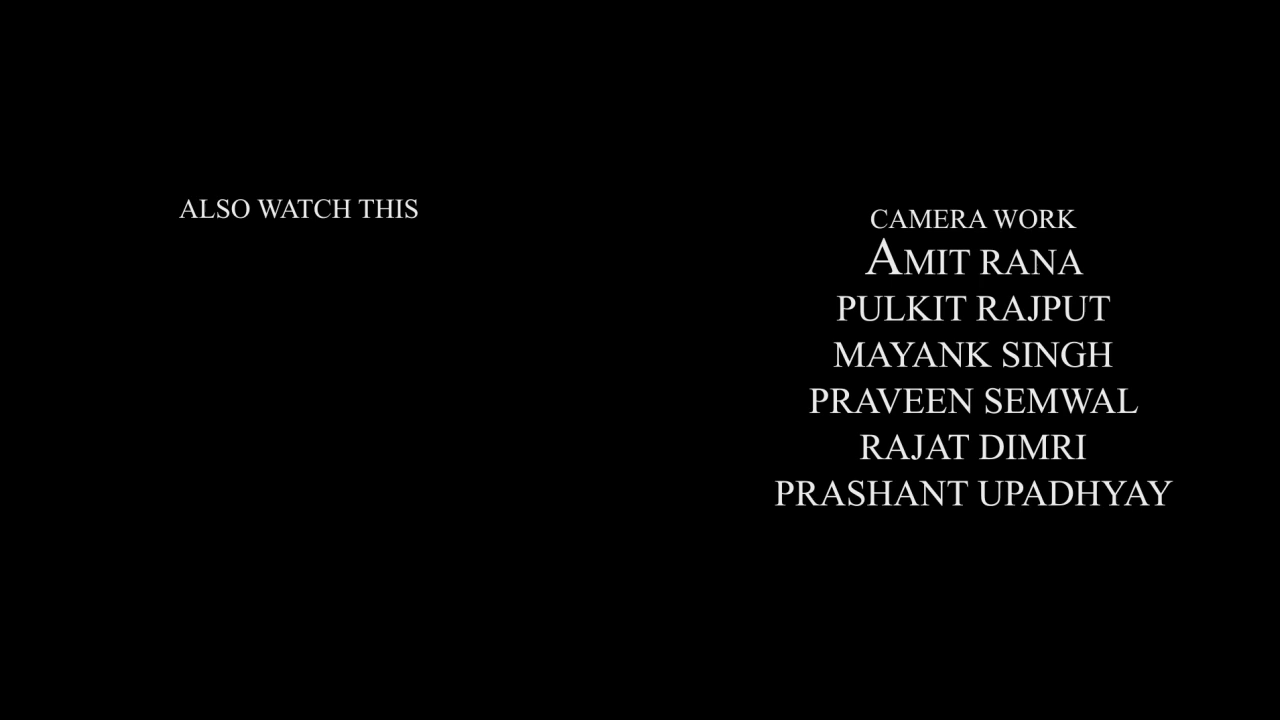 ALSO WATCH THIS
CAMERA WORK
AMIT RANA
PULKIT RAJPUT
MAYANK SINGH
PRAVEEN SEMWAL
RAJAT DIMRI
PRASHANT UPADHYAY